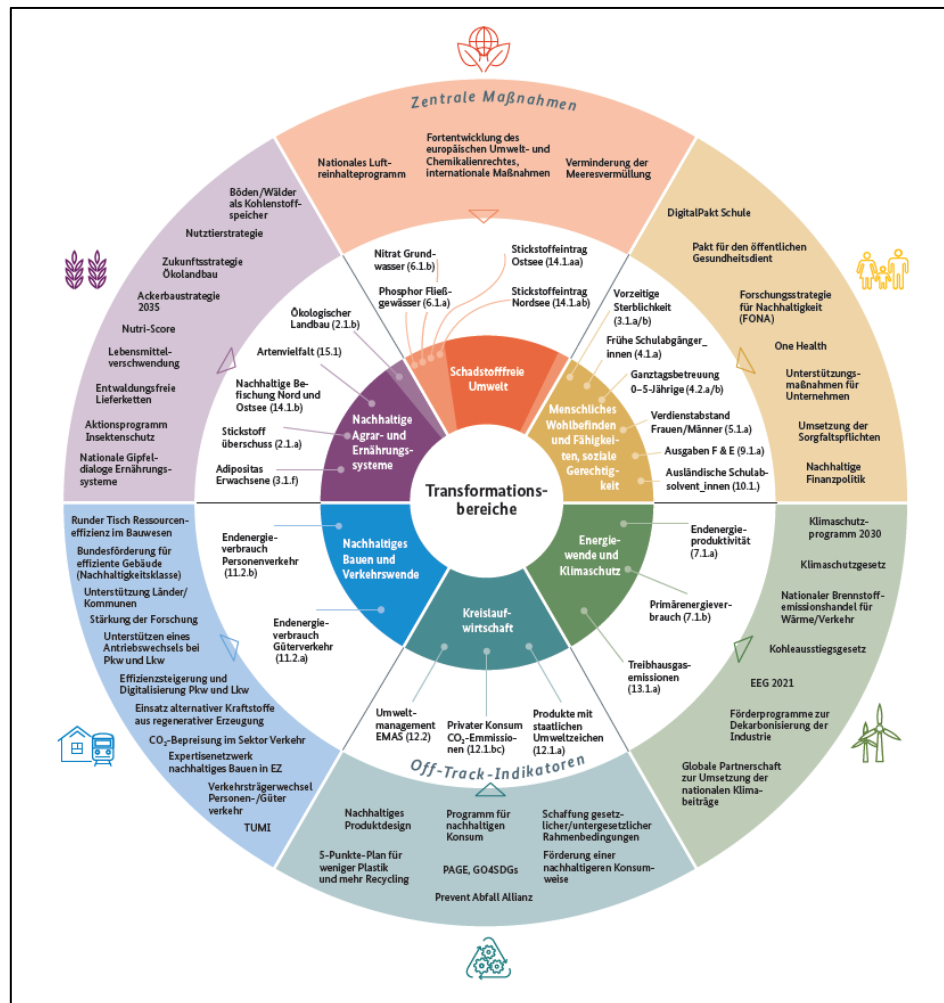 Zentrale Maßnahmen
Nationales Luft-
reinhalteprogramm
Fortentwicklung des
europäischen Umwelt- und
Chemikalienrechtes,
internationale Maßnahmen
Verminderung der
Meeresvermüllung
DigitalPakt Schule
Pakt für den öffentlichen
Gesundheitsdient
Forschungsstrategie
für Nachhaltigkeit
(FONA)
One Health
Unterstützungs-
maßnahmen für
Unternehmen
Umsetzung der
Sorgfaltspflichten
Nachhaltige
Finanzpolitik
Klimaschutz-
programm 2030
Klimaschutzgesetz
Nationaler Brennstoff-
emissionshandel für
Wärme/Verkehr
Kohleausstiegsgesetz
EEG 2021
Förderprogramme zur
Dekarbonisierung der
Industrie
Globale Partnerschaft
zur Umsetzung der
nationalen Klima-
beiträge
Schaffung gesetz-
licher/untergesetzlicher
Rahmenbedingungen
Förderung einer
nachhaltigeren Konsum-
weise
Programm für
nachhaltigen
Konsum
PAGE, GO4SDGs
Prevent Abfall Allianz
Nachhaltiges
Produktdesign
5-Punkte-Plan für
weniger Plastik
und mehr Recycling
Runder Tisch Ressourcen-
effizienz im Bauwesen
Bundesförderung für
effiziente Gebäude
(Nachhaltigkeitsklasse)
Unterstützung Länder/
Kommunen
Stärkung der Forschung
Unterstützen eines
Antriebswechsels bei
Pkw und Lkw
Effizienzsteigerung und
Digitalisierung Pkw und Lkw
Einsatz alternativer Kraftstoffe
aus regenerativer Erzeugung
CO₂-Bepreisung im Sektor Verkehr
Expertisenetzwerk
nachhaltiges Bauen in EZ
Verkehrsträgerwechsel
Personen-/Güter
verkehr
TUMI
Böden/Wälder
als Kohlenstoff-
speicher
Nutztierstrategie
Zukunftsstrategie
Ökolandbau
Ackerbaustrategie
2035
Nutri-Score
Lebensmittel-
verschwendung
Entwaldungsfreie
Lieferketten
Aktionsprogramm
Insektenschutz
Nationale Gipfel-
dialoge Ernährungs-
systeme
Nitrat Grund-
wasser (6.1.b)
Phosphor Fließ-
gewässer (6.1.a)
Stickstoffeintrag
Ostsee (14.1.aa)
Stickstoffeintrag
Nordsee (14.1.ab)
Vorzeitige
Sterblichkeit
(3.1.a/b)
Frühe Schulabgänger_
innen (4.1.a)
Ganztagsbetreuung
0–5-Jährige (4.2.a/b)
Verdienstabstand
Frauen/Männer (5.1.a)
Ausgaben F & E (9.1.a)
Ausländische Schulab-
solvent_innen (10.1.)
Endenergie-
produktivität
(7.1.a)
Primärenergiever-
brauch (7.1.b)
Treibhausgas-
emissionen
(13.1.a)
Produkte mit
staatlichen
Umweltzeichen
(12.1.a)
Privater Konsum
CO₂-Emmissio-
nen (12.1.bc)
Umwelt-
management
EMAS (12.2)
Off-Track-Indikatoren
Endenergie
verbrauch
Güterverkehr
(11.2.a)
Endenergie
verbrauch
Personenverkehr
(11.2.b)
Adipositas
Erwachsene (3.1.f)
Stickstoff
überschuss (2.1.a)
Nachhaltige Be-
fischung Nord und
Ostsee (14.1.b)
Artenvielfalt (15.1)
Ökologischer
Landbau (2.1.b)
Schadstofffreie
Umwelt
Menschliches
Wohlbefinden
und Fähigkei-
ten, soziale
Gerechtig-
keit
Energie-
wende und
Klimaschutz
Kreislauf-
wirtschaft
Nachhaltiges
Bauen und
Verkehrswende
Nachhaltige
Agrar- und
Ernährungs-
systeme
Transformations-
bereiche